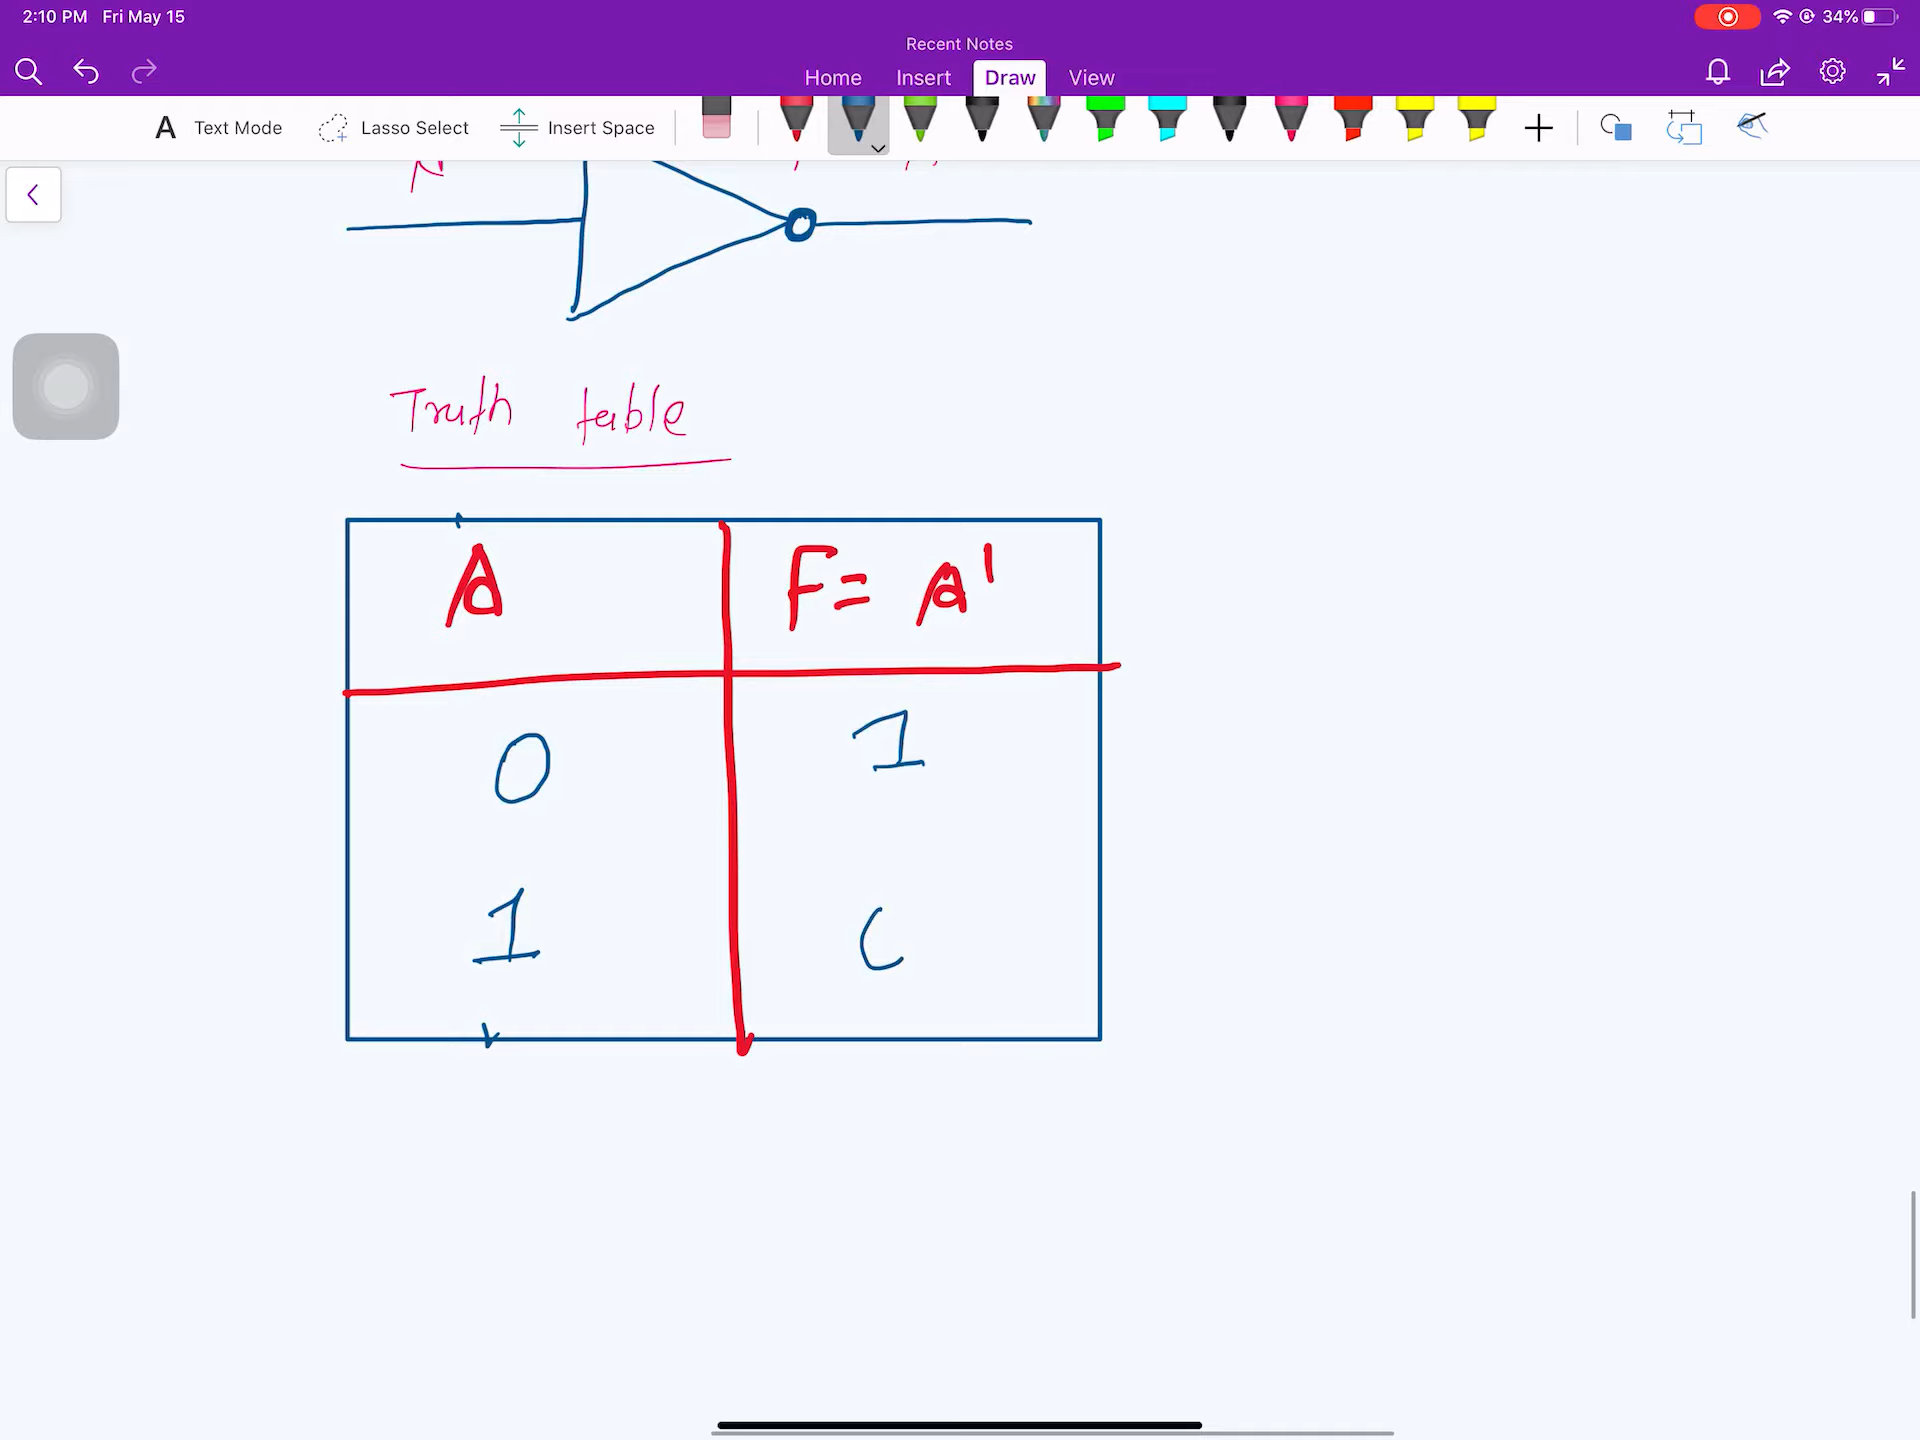 2:10 PM Fri May 15 34%
Recent Notes
Home Insert Draw View
A Text Mode Lasso Select Insert Space
Truth table
A F= A'
0 1
1 C